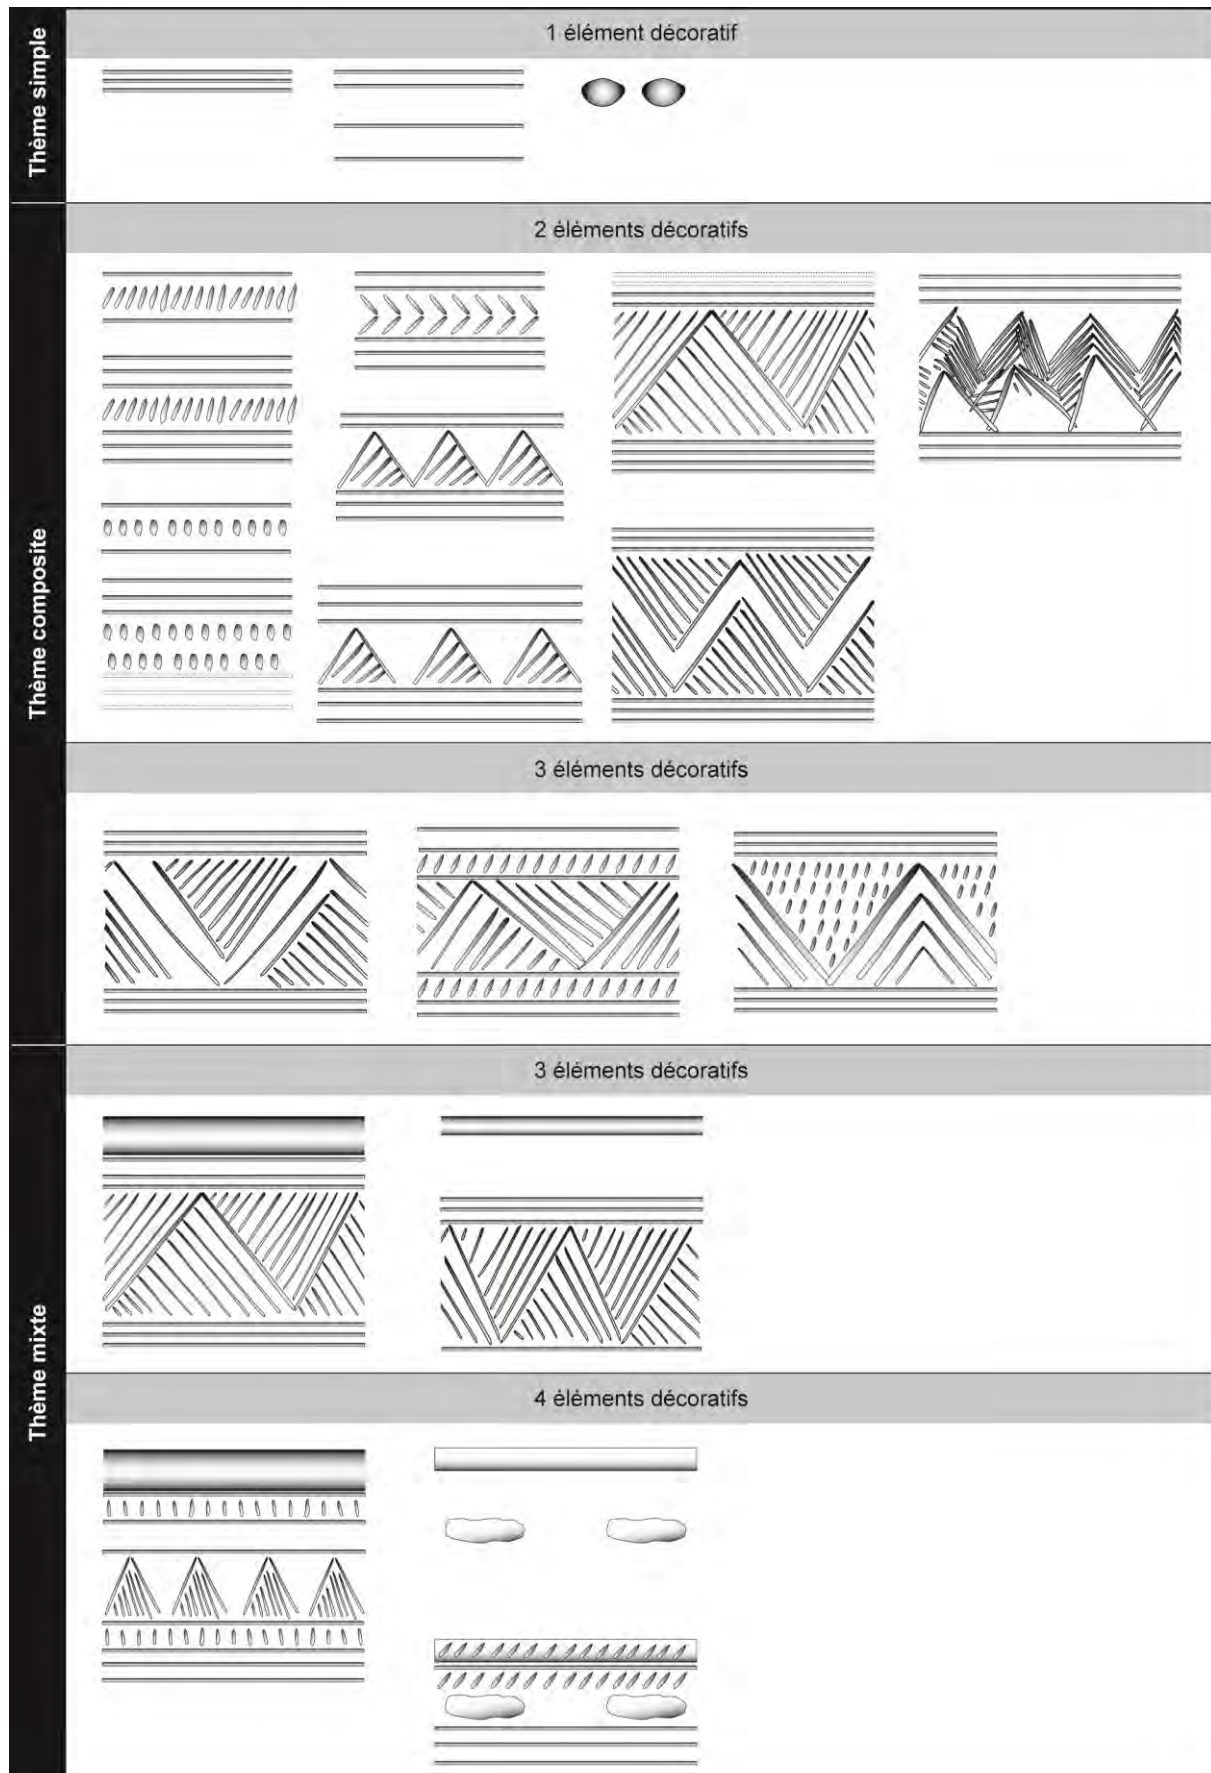 Thème simple
1 élément décoratif
Thème composite
2 éléments décoratifs
3 éléments décoratifs
Thème mixte
3 éléments décoratifs
4 éléments décoratifs